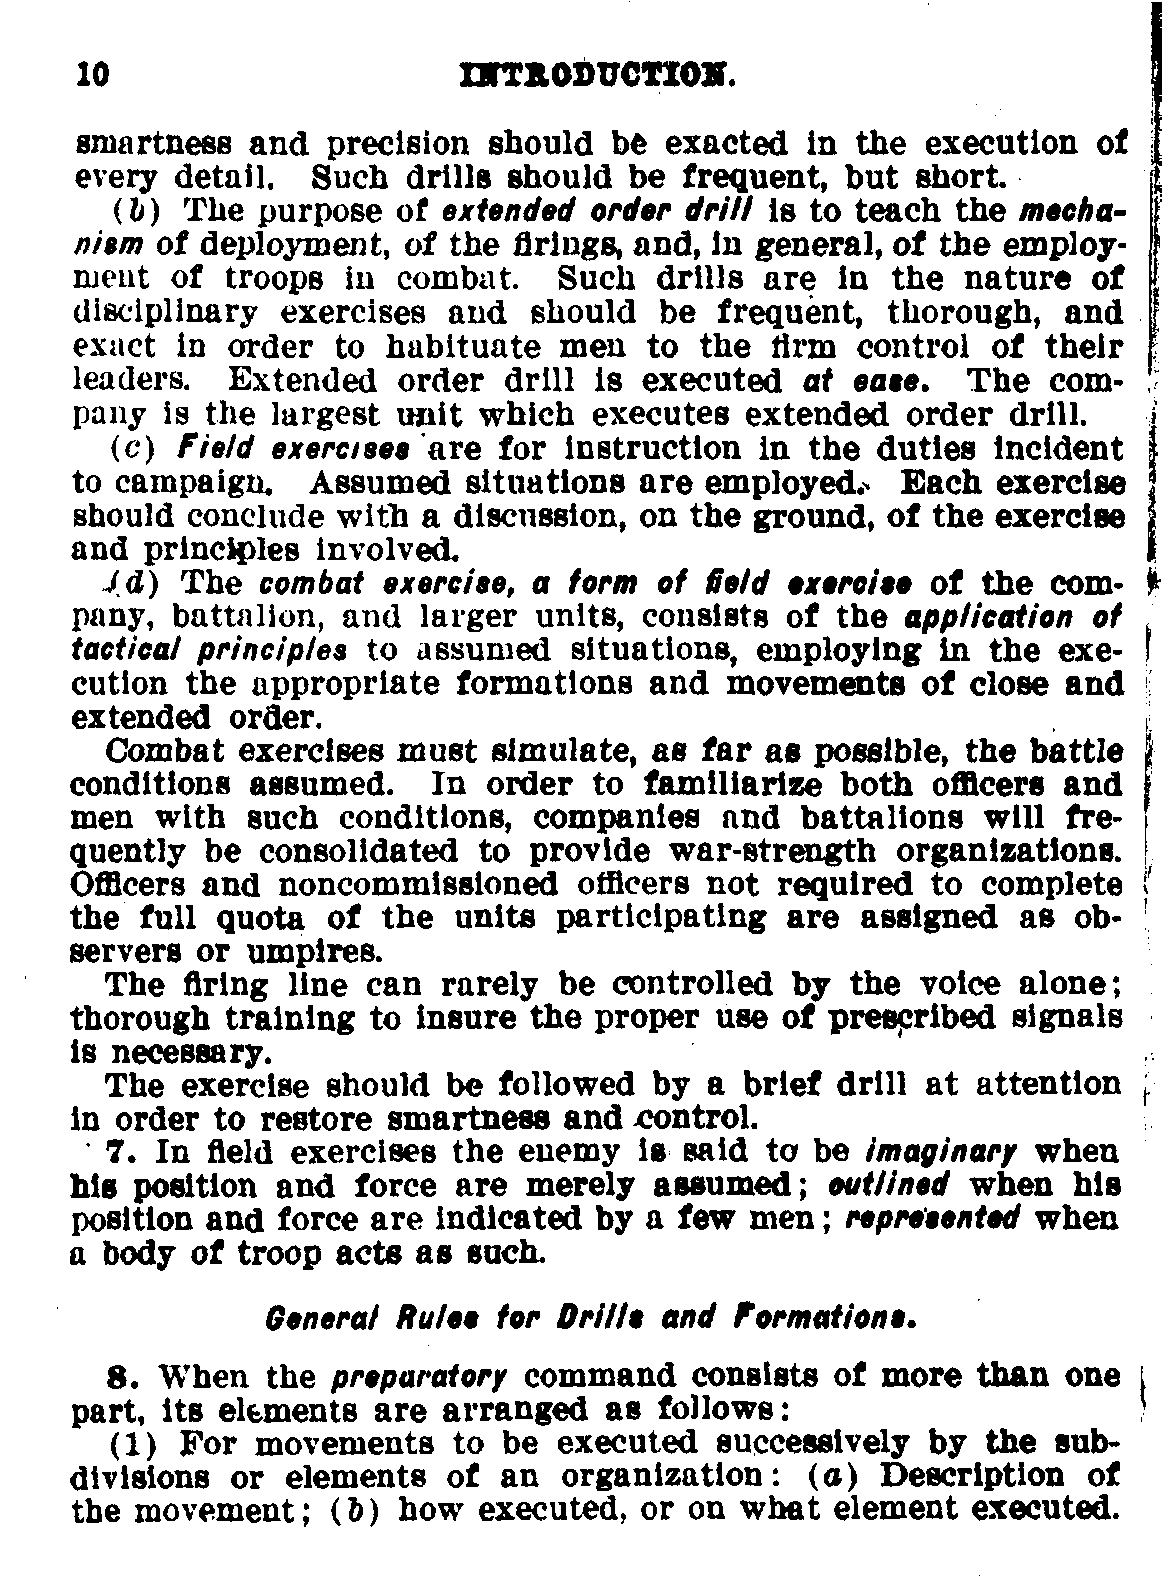 10 INTRODUCTION.
smartness and precision should be exacted in the execution of
every detail. Such drills should be frequent, but short.
(b) The purpose of extended order drill is to teach the mecha-
nism of deployment, of the firings, and, in general, of the employ-
ment of troops in combat. Such drills are in the nature of
disciplinary exercises and should be frequent, thorough, and
exact in order to habituate men to the firm control of their
leaders. Extended order drill is executed at ease. The com-
pany is the largest unit which executes extended order drill.
(c) Field exercises are for instruction in the duties incident
to campaign. Assumed situations are employed. Each exercise
should conclude with a discussion, on the ground, of the exercise
and principles involved.
(d) The combat exercise, a form of field exercise of the com-
pany, battalion, and larger units, consists of the application of
tactical principles to assumed situations, employing in the exe-
cution the appropriate formations and movements of close and
extended order.
Combat exercises must simulate, as far as possible, the battle
conditions assumed. In order to familiarize both officers and
men with such conditions, companies and battalions will fre-
quently be consolidated to provide war-strength organizations.
Officers and noncommissioned officers not required to complete
the full quota of the units participating are assigned as ob-
servers or umpires.
The firing line can rarely be controlled by the voice alone;
thorough training to insure the proper use of prescribed signals
is necessary.
The exercise should be followed by a brief drill at attention
in order to restore smartness and control.
7. In field exercises the enemy is said to be imaginary when
his position and force are merely assumed; outlined when his
position and force are indicated by a few men; represented when
a body of troop acts as such.
General Rules for Drills and Formations.
8. When the preparatory command consists of more than one
part, its elements are arranged as follows:
(1) For movements to be executed successively by the sub-
divisions or elements of an organization: (a) Description of
the movement; (b) how executed, or on what element executed.